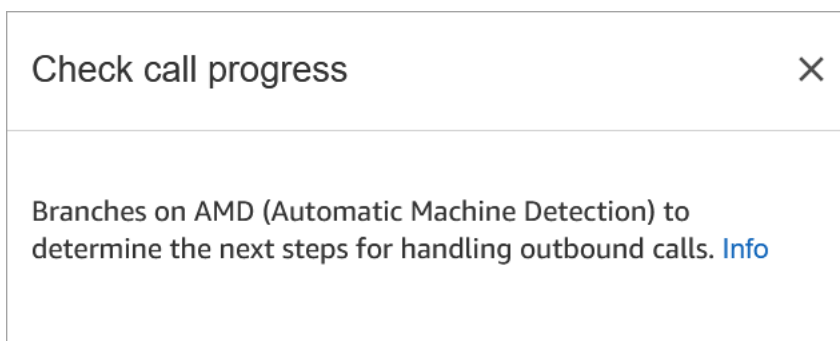 Check call progress
Branches on AMD (Automatic Machine Detection) to
determine the next steps for handling outbound calls. Info